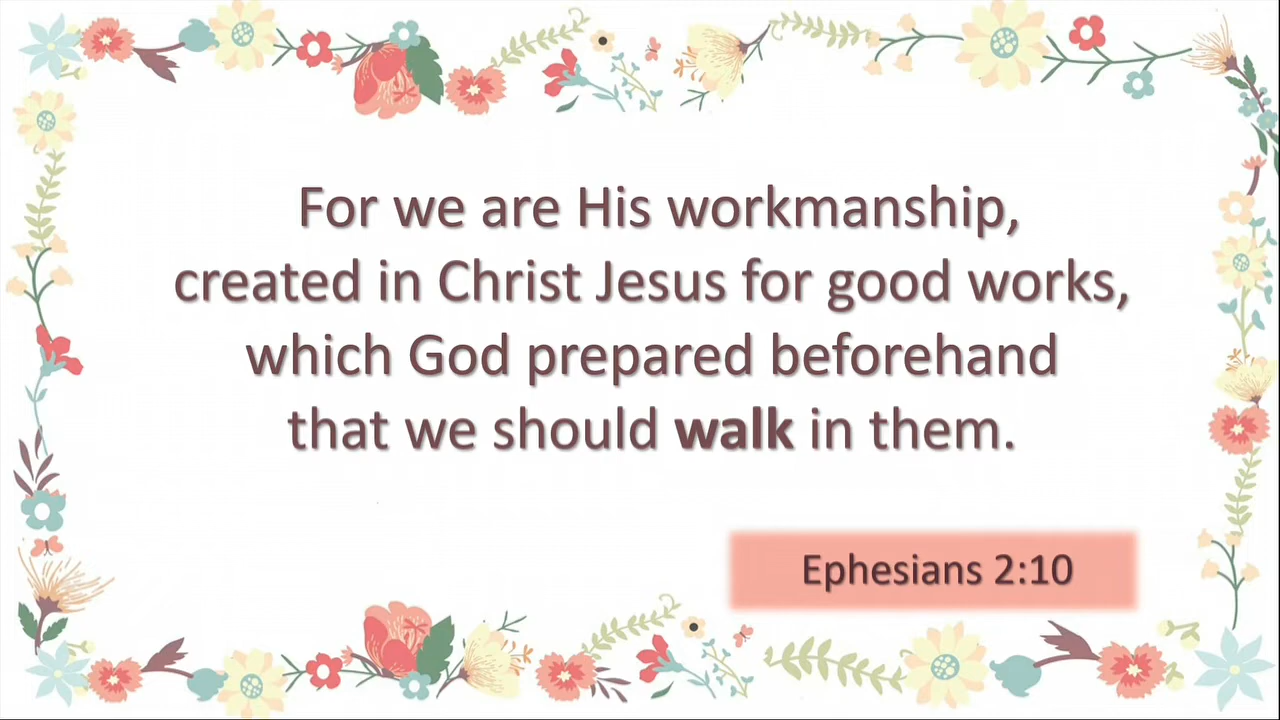 For we are His workmanship,
created in Christ Jesus for good works,
which God prepared beforehand
that we should walk in them.
Ephesians 2:10